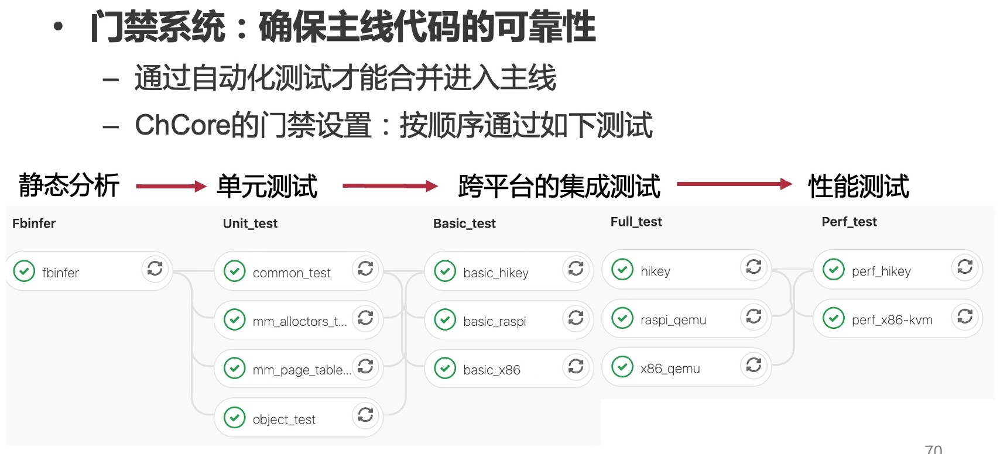 • 门禁系统：确保主线代码的可靠性
– 通过自动化测试才能合并进入主线
– ChCore的门禁设置：按顺序通过如下测试
静态分析 单元测试 跨平台的集成测试 性能测试
Fbinfer Unit_test Basic_test Full_test Perf_test
fbinfer common_test basic_hikey hikey perf_hikey
mm_alloctors_t... basic_raspi raspi_qemu perf_x86-kvm
mm_page_table... basic_x86 x86_qemu
object_test
70